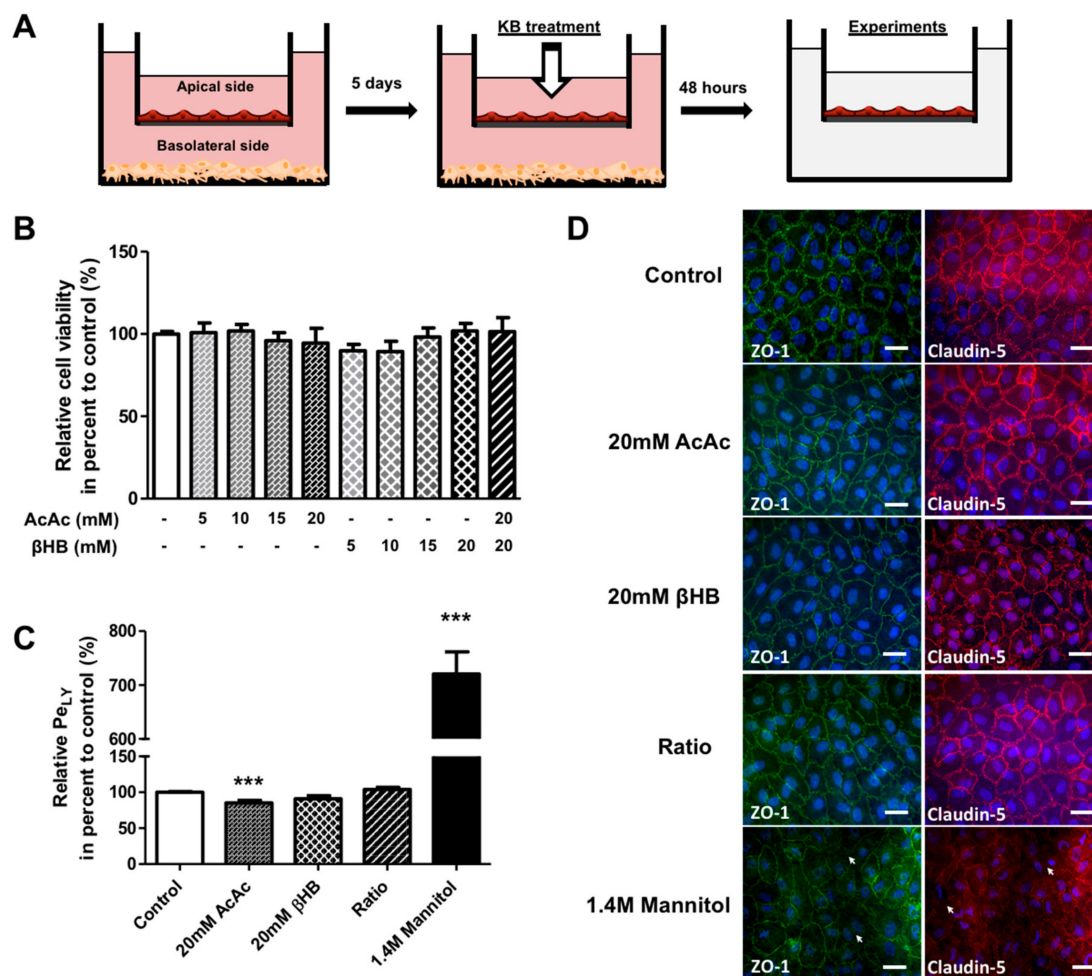 A
KB treatment
Experiments
Apical side
Basolateral side
5 days
48 hours
B
Relative cell viability
in percent to control (%)
150
100
50
0
AcAc (mM) - 5 10 15 20 - - - - 20
βHB (mM) - - - - - 5 10 15 20 20
C
Relative PeLY
in percent to control (%)
800
700
600
150
100
50
0
***
***
Control
20mM AcAc
20mM βHB
Ratio
1.4M Mannitol
D
Control
ZO-1
Claudin-5
20mM AcAc
ZO-1
Claudin-5
20mM βHB
ZO-1
Claudin-5
Ratio
ZO-1
Claudin-5
1.4M Mannitol
ZO-1
Claudin-5